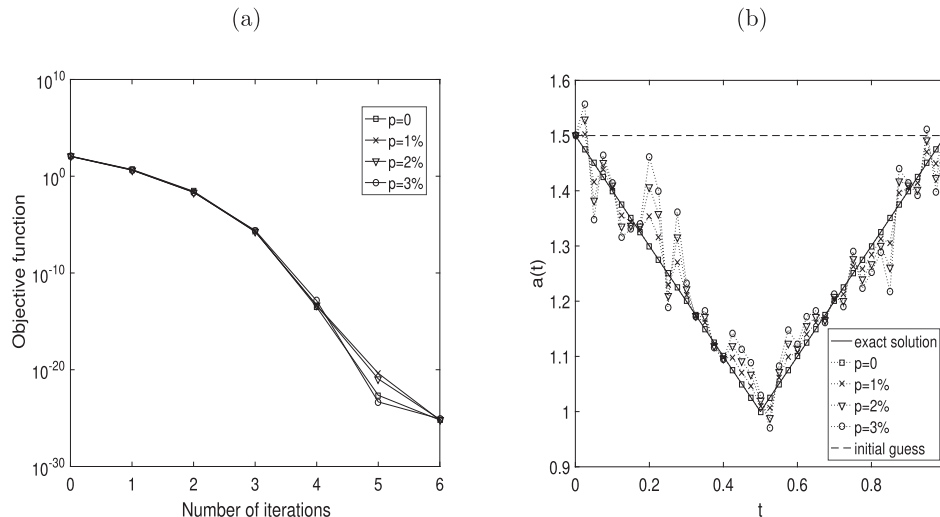 (a)
10^10
10^0
10^-10
10^-20
10^-30
Objective function
0 1 2 3 4 5 6
Number of iterations
p=0
p=1%
p=2%
p=3%
(b)
1.6
1.5
1.4
1.3
1.2
1.1
1
0.9
a(t)
0 0.2 0.4 0.6 0.8
t
exact solution
p=0
p=1%
p=2%
p=3%
initial guess